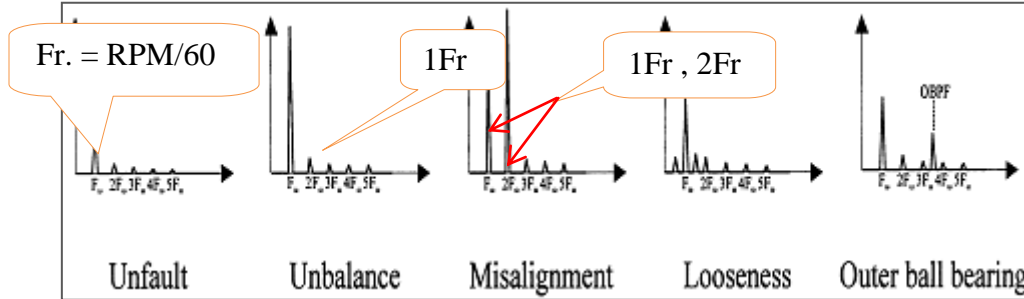 Fr. = RPM/60
1Fr
1Fr , 2Fr
OBPF
Unfault
Unbalance
Misalignment
Looseness
Outer ball bearing